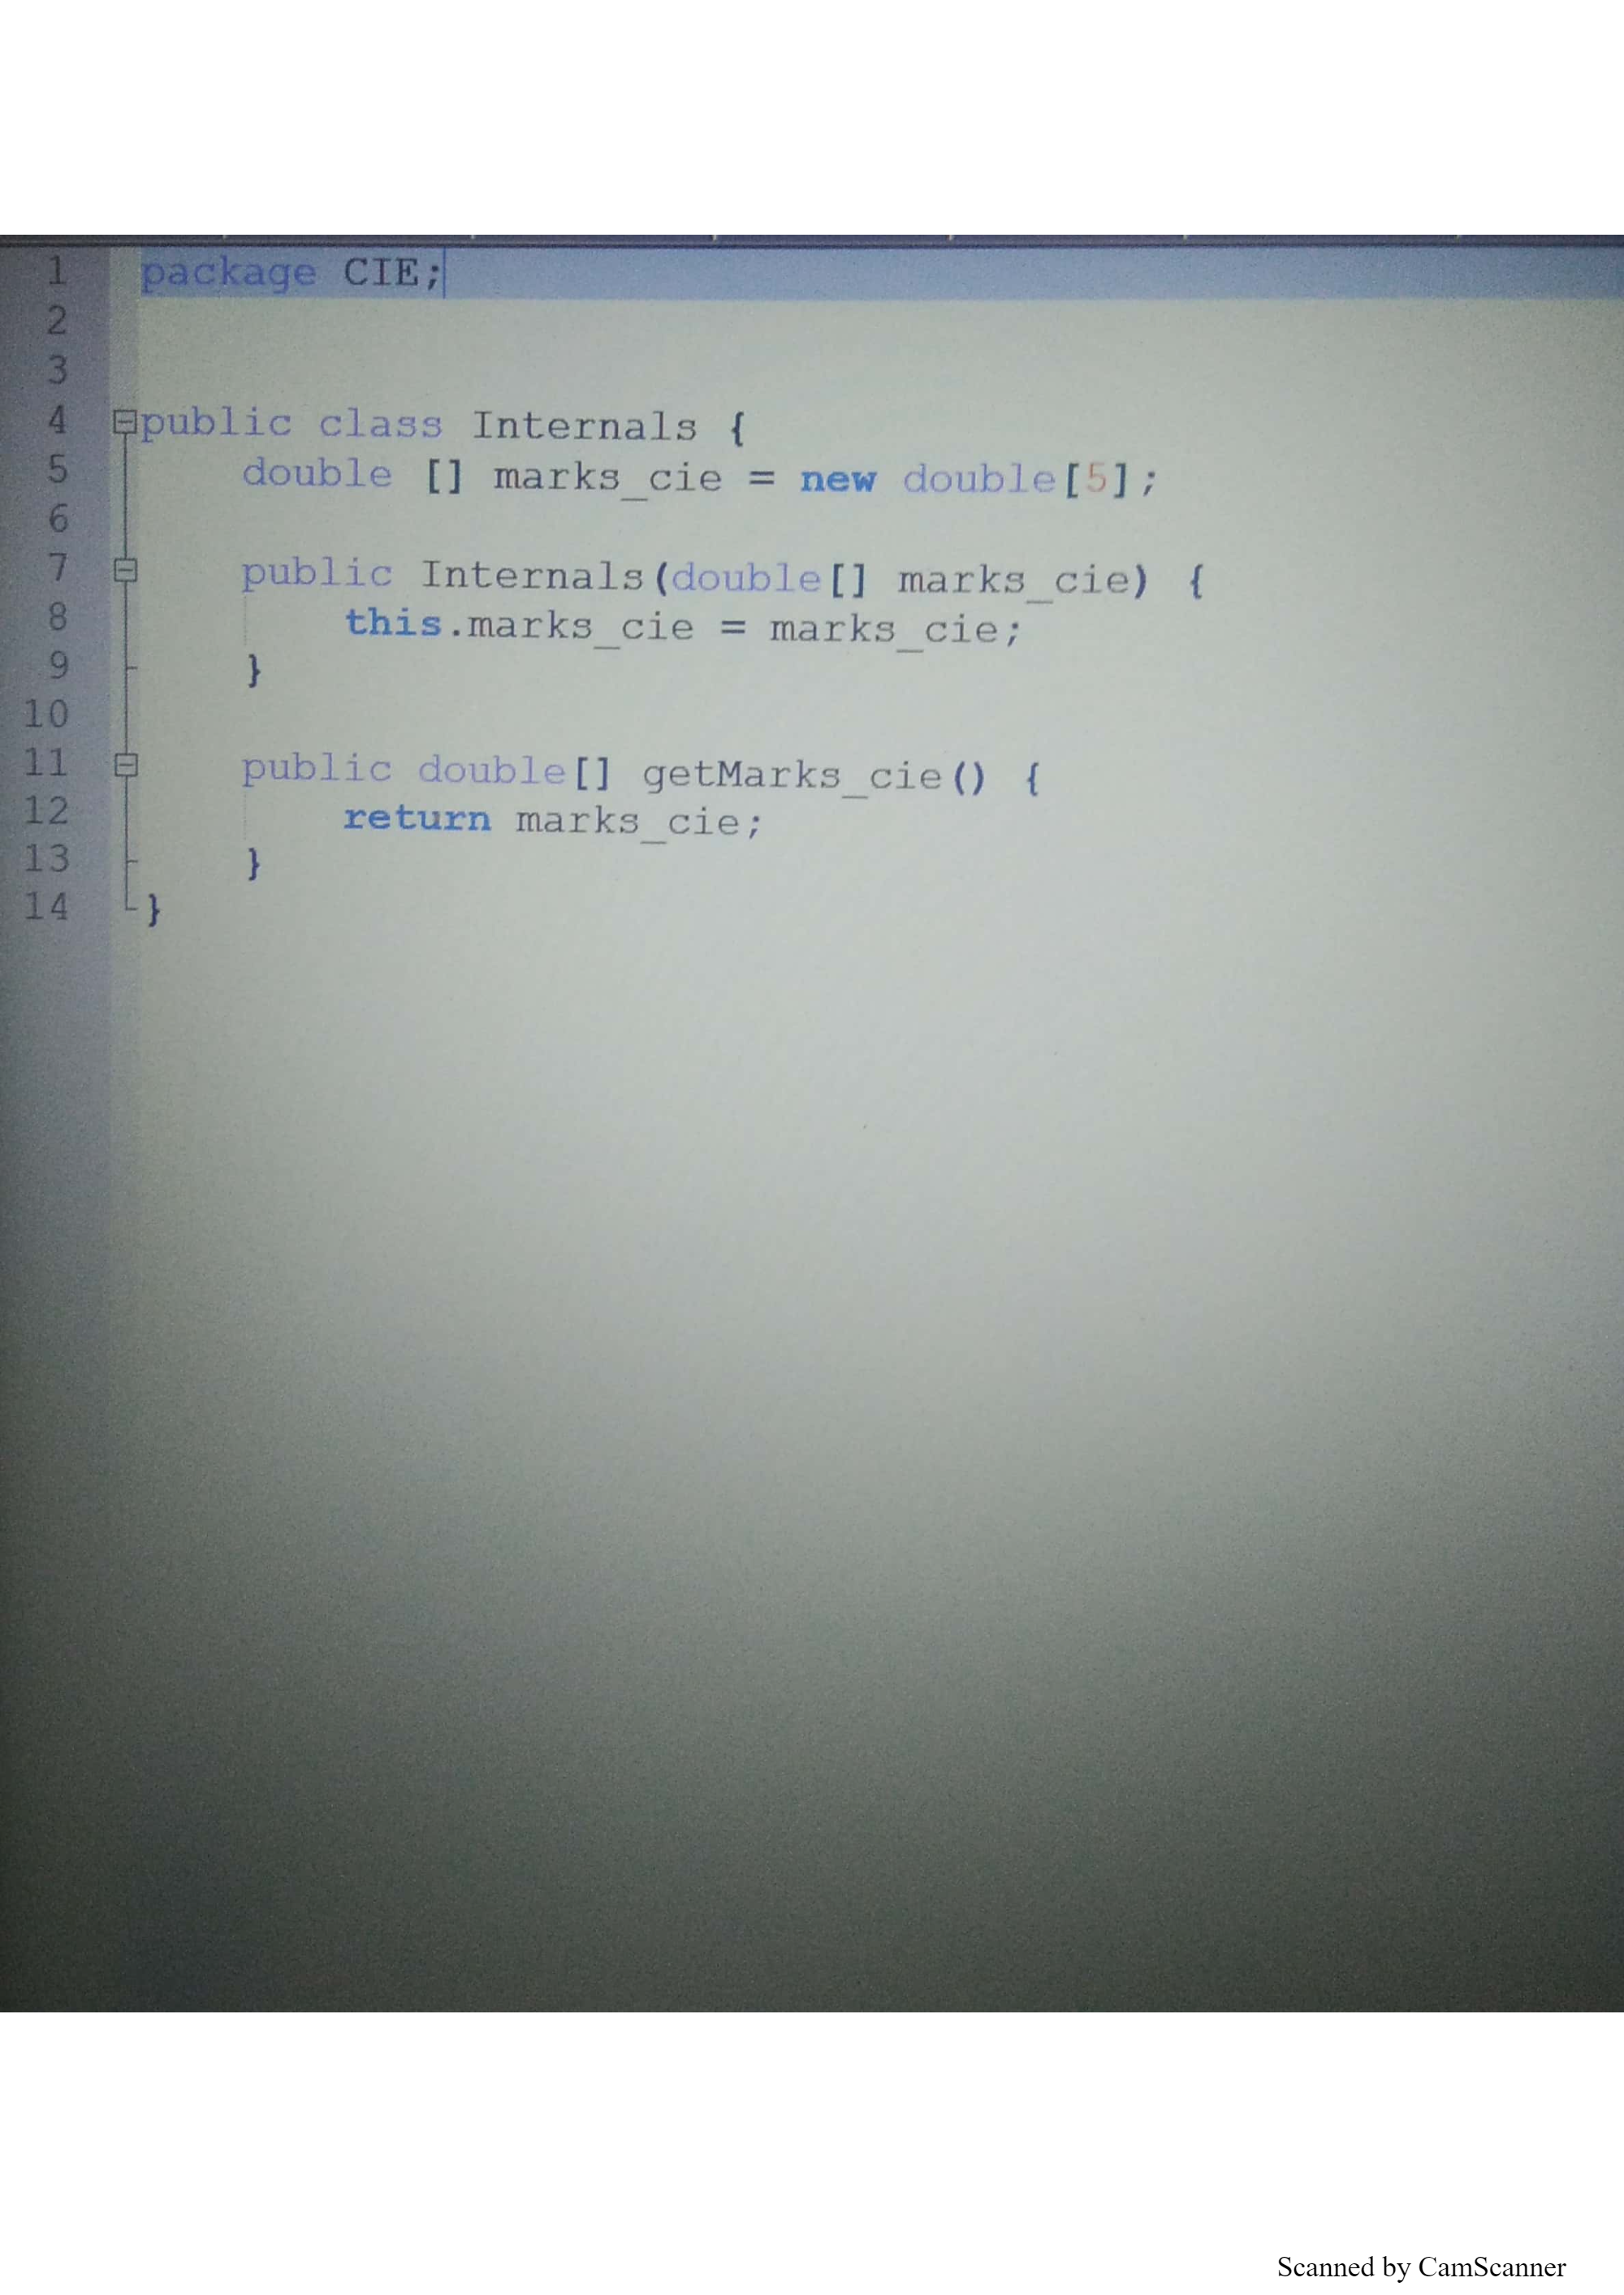 1 package CIE;
2
3
4 public class Internals {
5 double [] marks_cie = new double[5];
6
7 public Internals(double[] marks_cie) {
8 this.marks_cie = marks_cie;
9 }
10
11 public double[] getMarks_cie() {
12 return marks_cie;
13 }
14 }
Scanned by CamScanner